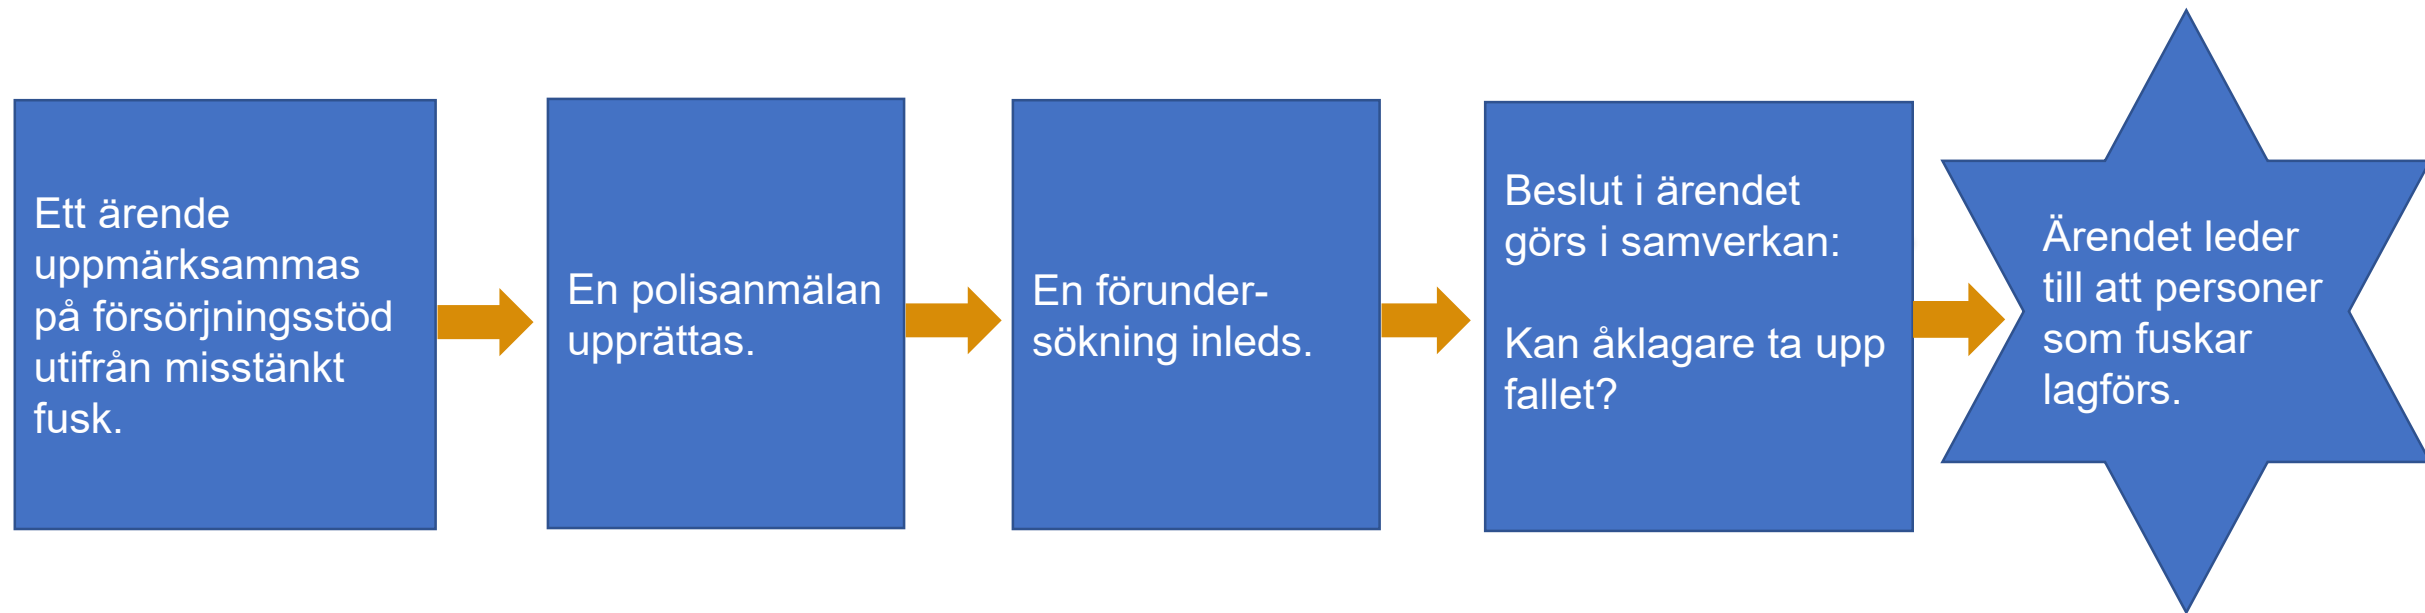 Ett ärende
uppmärksammas
på försörjningsstöd
utifrån misstänkt
fusk.
En polisanmälan
upprättas.
En förunder-
sökning inleds.
Beslut i ärendet
görs i samverkan:
Kan åklagare ta upp
fallet?
Ärendet leder
till att personer
som fuskar
lagförs.